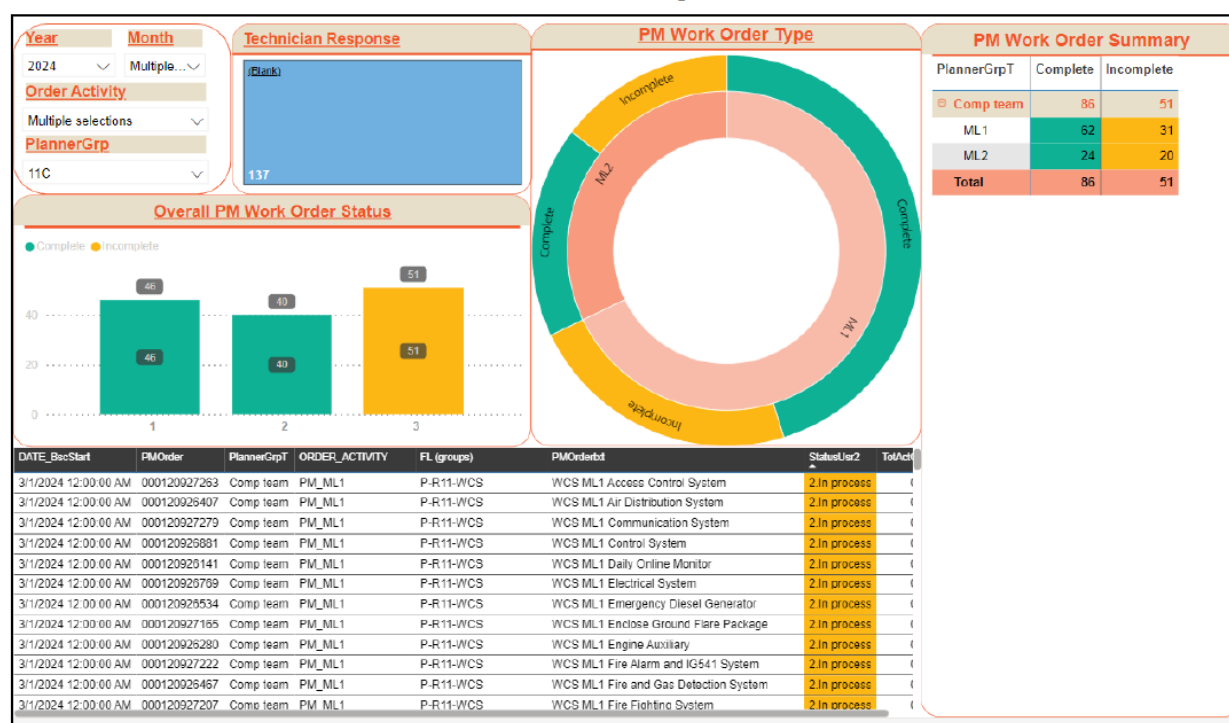 Year Month
2024 Multiple...
Order Activity
Multiple selections
PlannerGrp
11C
Technician Response
(Blank)
137
PM Work Order Type
Incomplete
ML2
Complete
Complete
ML1
Incomplete
PM Work Order Summary
PlannerGrpT Complete Incomplete
Comp team 86 51
ML1 62 31
ML2 24 20
Total 86 51
Overall PM Work Order Status
Complete Incomplete
46 40 51
46 40 51
40
20
0
1 2 3
DATE_BscStart PMOrder PlannerGrpT ORDER_ACTIVITY FL (groups) PMOrdertxt StatusUsr2
3/1/2024 12:00:00 AM 000120927263 Comp team PM_ML1 P-R11-WCS WCS ML1 Access Control System 2.In process
3/1/2024 12:00:00 AM 000120926407 Comp team PM_ML1 P-R11-WCS WCS ML1 Air Distribution System 2.In process
3/1/2024 12:00:00 AM 000120927279 Comp team PM_ML1 P-R11-WCS WCS ML1 Communication System 2.In process
3/1/2024 12:00:00 AM 000120926881 Comp team PM_ML1 P-R11-WCS WCS ML1 Control System 2.In process
3/1/2024 12:00:00 AM 000120926141 Comp team PM_ML1 P-R11-WCS WCS ML1 Daily Online Monitor 2.In process
3/1/2024 12:00:00 AM 000120926769 Comp team PM_ML1 P-R11-WCS WCS ML1 Electrical System 2.In process
3/1/2024 12:00:00 AM 000120926534 Comp team PM_ML1 P-R11-WCS WCS ML1 Emergency Diesel Generator 2.In process
3/1/2024 12:00:00 AM 000120927165 Comp team PM_ML1 P-R11-WCS WCS ML1 Enclose Ground Flare Package 2.In process
3/1/2024 12:00:00 AM 000120926280 Comp team PM_ML1 P-R11-WCS WCS ML1 Engine Auxiliary 2.In process
3/1/2024 12:00:00 AM 000120927222 Comp team PM_ML1 P-R11-WCS WCS ML1 Fire Alarm and IG541 System 2.In process
3/1/2024 12:00:00 AM 000120926467 Comp team PM_ML1 P-R11-WCS WCS ML1 Fire and Gas Detection System 2.In process
3/1/2024 12:00:00 AM 000120927207 Comp team PM_ML1 P-R11-WCS WCS ML1 Fire Fighting System 2.In process